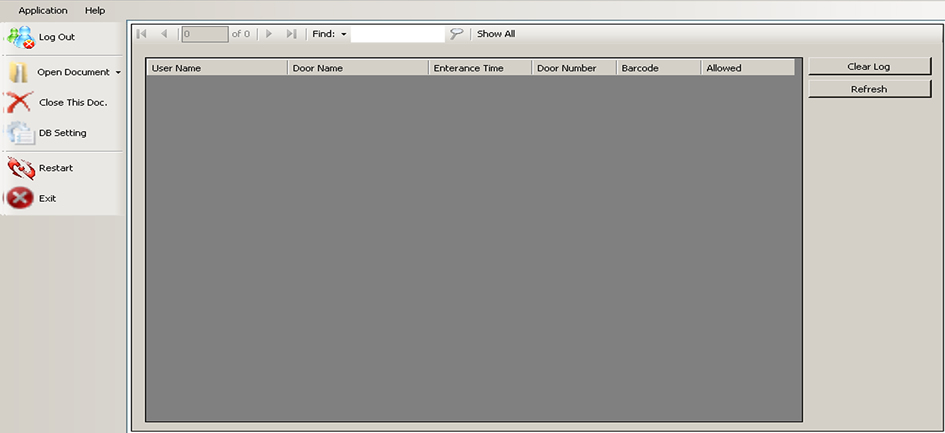 Application Help
Log Out
Open Document
Close This Doc.
DB Setting
Restart
Exit
0 of 0 Find: Show All
User Name Door Name Enterance Time Door Number Barcode Allowed
Clear Log
Refresh